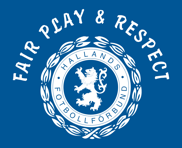 FAIR PLAY & RESPECT
HALLANDS
FOTBOLLFÖRBUND